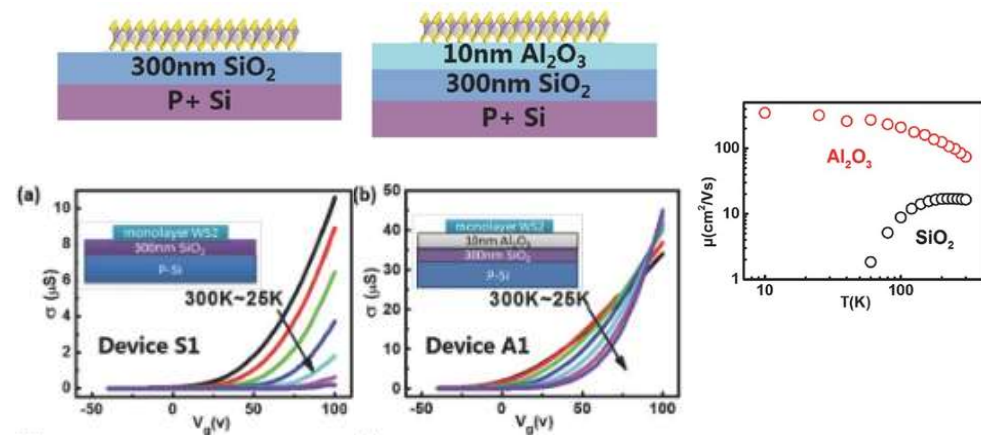 300nm SiO₂
P+ Si
10nm Al₂O₃
300nm SiO₂
P+ Si
(a)
10
8
6
4
2
0
σ (μS)
monolayer WS2
300nm SiO₂
P-Si
300K~25K
Device S1
-50
0
50
100
Vg(v)
(b)
50
40
30
20
10
0
σ (μS)
monolayer WS2
10nm Al₂O₃
300nm SiO₂
P-Si
300K~25K
Device A1
-50
0
50
100
Vg(v)
μ(cm²/Vs)
100
10
1
Al₂O₃
SiO₂
10
100
T(K)